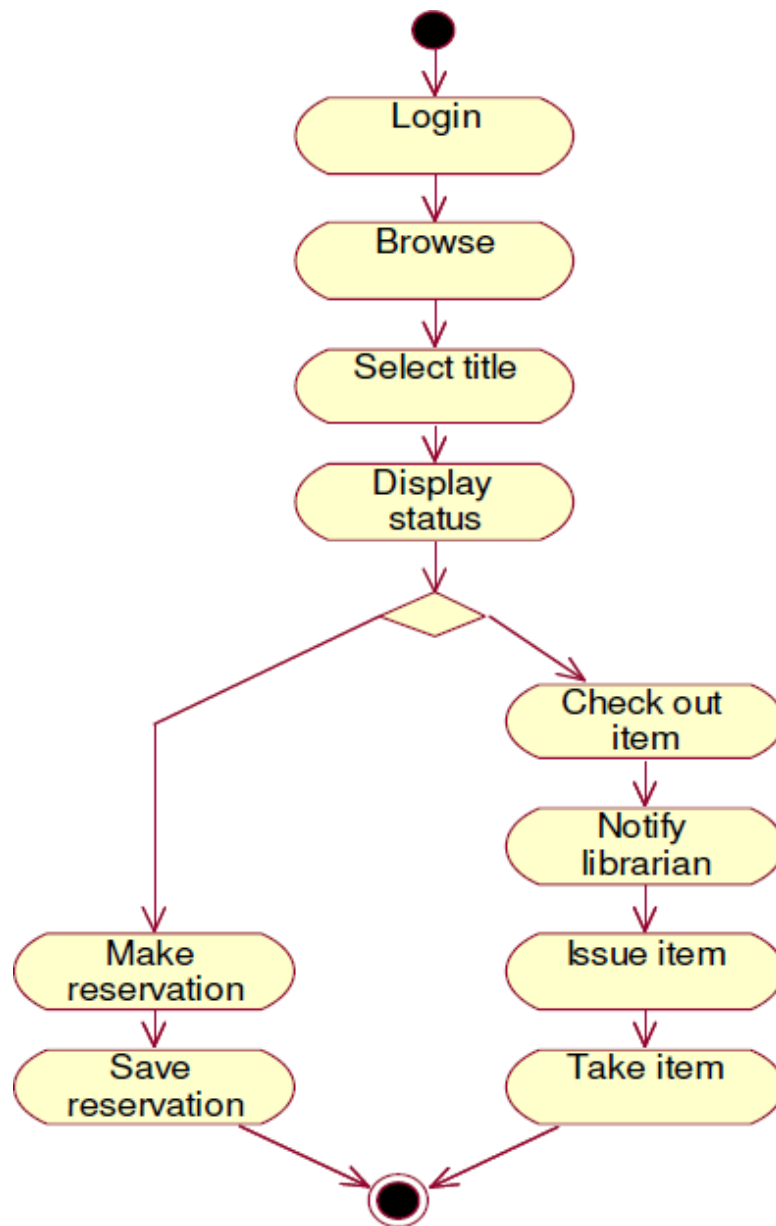 Login
Browse
Select title
Display
status
Check out
item
Notify
librarian
Make
reservation
Issue item
Save
reservation
Take item